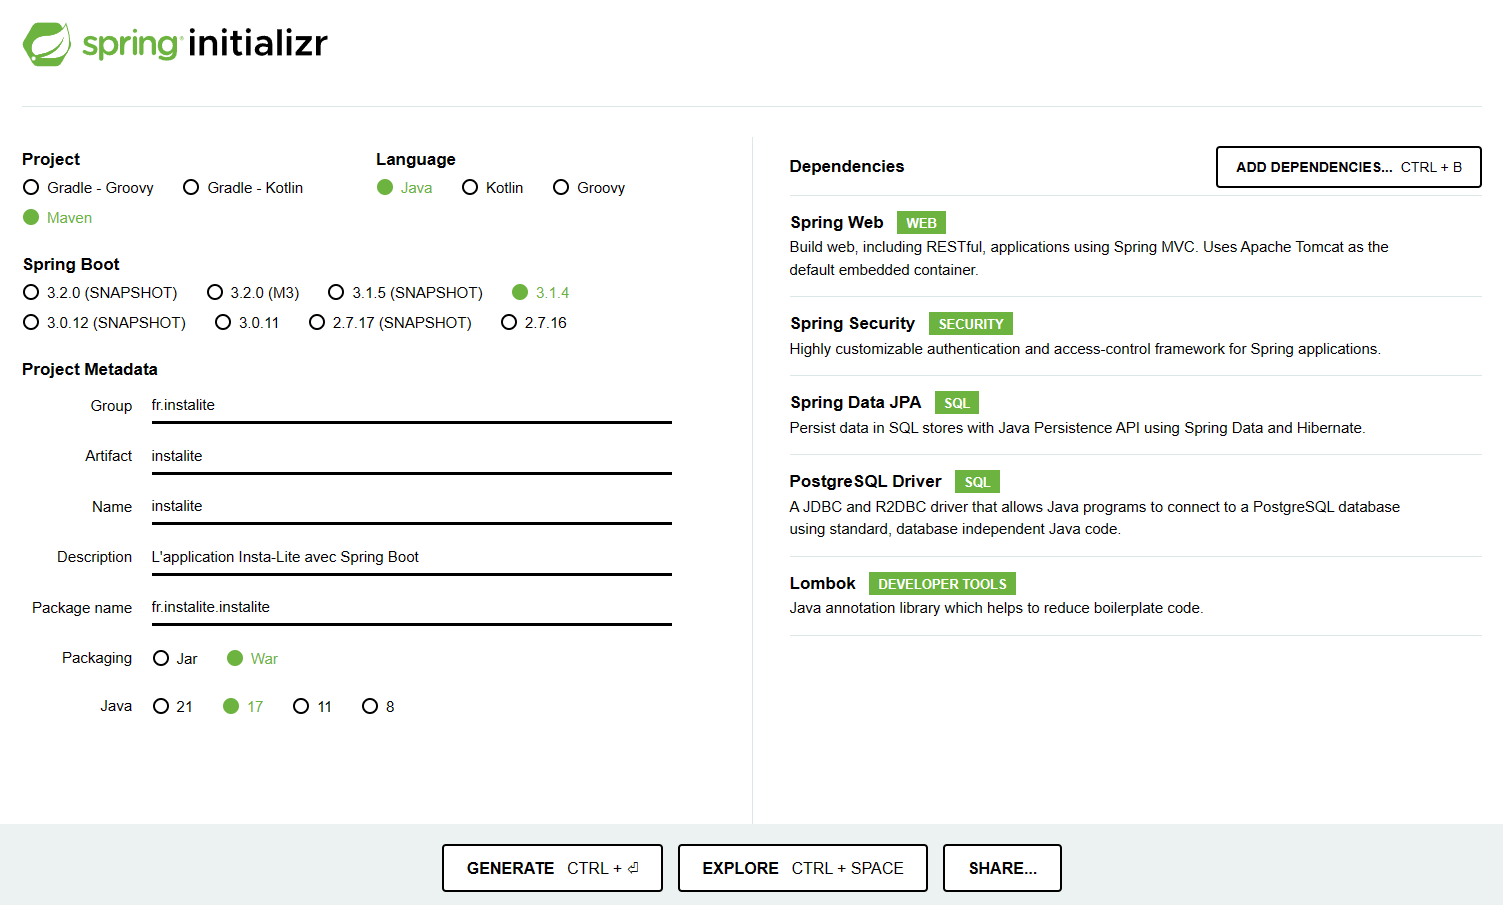 spring initializr
Project
Gradle - Groovy Gradle - Kotlin
Maven
Language
Java Kotlin Groovy
Spring Boot
3.2.0 (SNAPSHOT) 3.2.0 (M3) 3.1.5 (SNAPSHOT) 3.1.4
3.0.12 (SNAPSHOT) 3.0.11 2.7.17 (SNAPSHOT) 2.7.16
Project Metadata
Group fr.instalite
Artifact instalite
Name instalite
Description L'application Insta-Lite avec Spring Boot
Package name fr.instalite.instalite
Packaging Jar War
Java 21 17 11 8
Dependencies ADD DEPENDENCIES... CTRL + B
Spring Web WEB
Build web, including RESTful, applications using Spring MVC. Uses Apache Tomcat as the
default embedded container.
Spring Security SECURITY
Highly customizable authentication and access-control framework for Spring applications.
Spring Data JPA SQL
Persist data in SQL stores with Java Persistence API using Spring Data and Hibernate.
PostgreSQL Driver SQL
A JDBC and R2DBC driver that allows Java programs to connect to a PostgreSQL database
using standard, database independent Java code.
Lombok DEVELOPER TOOLS
Java annotation library which helps to reduce boilerplate code.
GENERATE CTRL + ⏎ EXPLORE CTRL + SPACE SHARE...